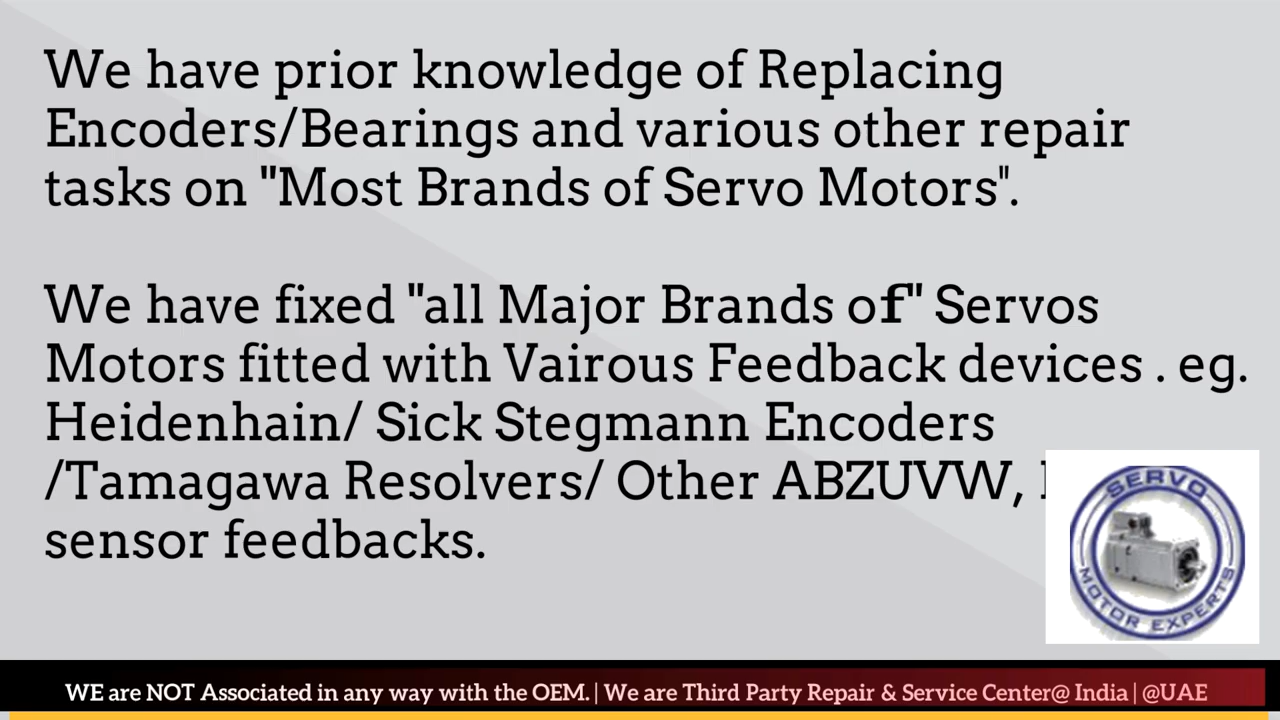 We have prior knowledge of Replacing
Encoders/Bearings and various other repair
tasks on "Most Brands of Servo Motors".
We have fixed "all Major Brands of" Servos
Motors fitted with Vairous Feedback devices . eg.
Heidenhain/ Sick Stegmann Encoders
/Tamagawa Resolvers/ Other ABZUVW,
sensor feedbacks.
SERVO
MOTOR EXPERTS
WE are NOT Associated in any way with the OEM. | We are Third Party Repair & Service Center@ India | @UAE